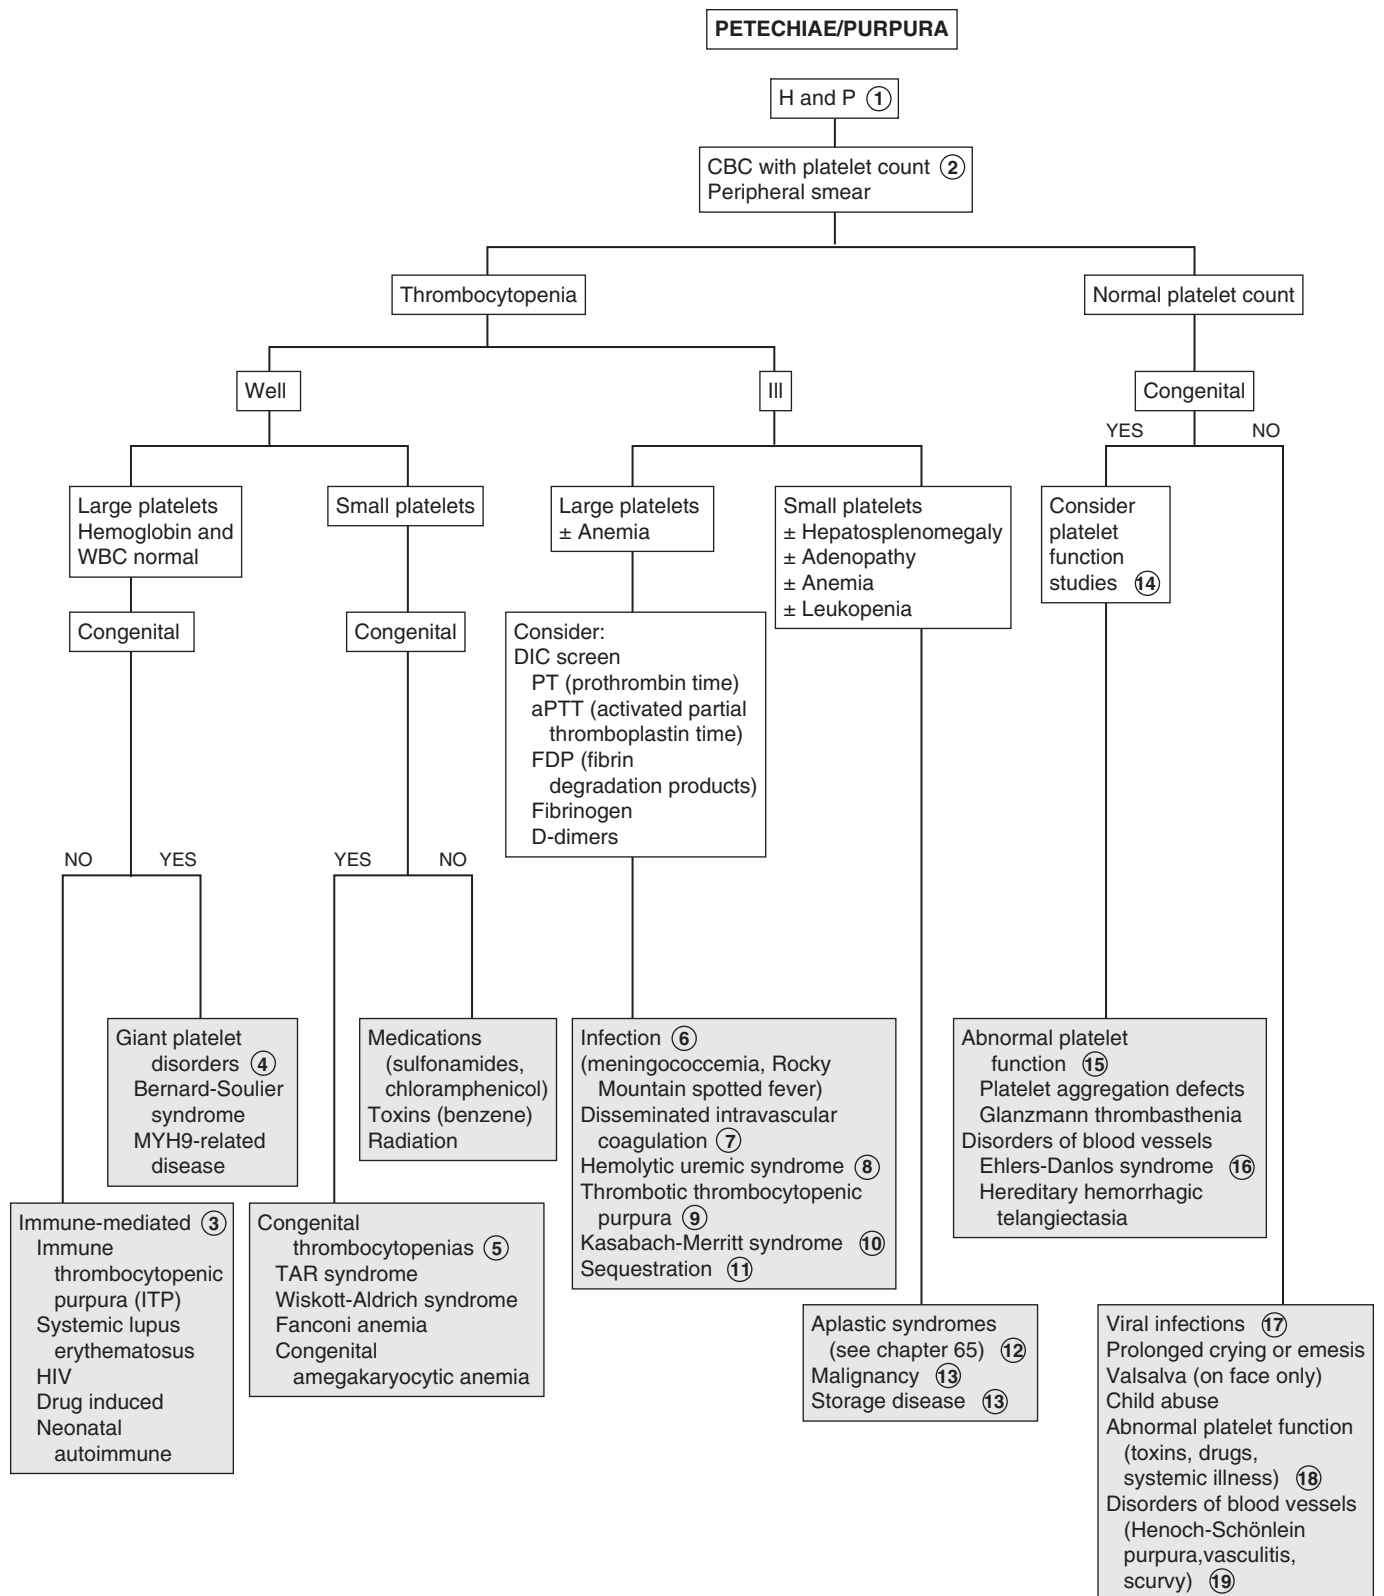 PETECHIAE/PURPURA
H and P 1
CBC with platelet count 2
Peripheral smear
Thrombocytopenia
Normal platelet count
Well
Ill
Congenital
YES
NO
Large platelets
Hemoglobin and
WBC normal
Small platelets
Large platelets
± Anemia
Small platelets
± Hepatosplenomegaly
± Adenopathy
± Anemia
± Leukopenia
Consider
platelet
function
studies 14
Congenital
Congenital
Consider:
DIC screen
PT (prothrombin time)
aPTT (activated partial
thromboplastin time)
FDP (fibrin
degradation products)
Fibrinogen
D-dimers
NO
YES
YES
NO
Giant platelet
disorders 4
Bernard-Soulier
syndrome
MYH9-related
disease
Medications
(sulfonamides,
chloramphenicol)
Toxins (benzene)
Radiation
Infection 6
(meningococcemia, Rocky
Mountain spotted fever)
Disseminated intravascular
coagulation 7
Hemolytic uremic syndrome 8
Thrombotic thrombocytopenic
purpura 9
Kasabach-Merritt syndrome 10
Sequestration 11
Abnormal platelet
function 15
Platelet aggregation defects
Glanzmann thrombasthenia
Disorders of blood vessels
Ehlers-Danlos syndrome 16
Hereditary hemorrhagic
telangiectasia
Immune-mediated 3
Immune
thrombocytopenic
purpura (ITP)
Systemic lupus
erythematosus
HIV
Drug induced
Neonatal
autoimmune
Congenital
thrombocytopenias 5
TAR syndrome
Wiskott-Aldrich syndrome
Fanconi anemia
Congenital
amegakaryocytic anemia
Aplastic syndromes
(see chapter 65) 12
Malignancy 13
Storage disease 13
Viral infections 17
Prolonged crying or emesis
Valsalva (on face only)
Child abuse
Abnormal platelet function
(toxins, drugs,
systemic illness) 18
Disorders of blood vessels
(Henoch-Schönlein
purpura,vasculitis,
scurvy) 19